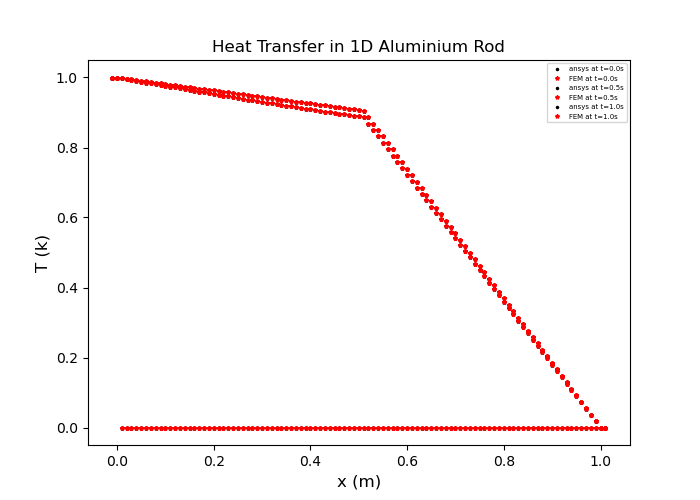 Heat Transfer in 1D Aluminium Rod
ansys at t=0.0s
FEM at t=0.0s
ansys at t=0.5s
FEM at t=0.5s
ansys at t=1.0s
FEM at t=1.0s
1.0
0.8
0.6
0.4
0.2
0.0
T (k)
0.0 0.2 0.4 0.6 0.8 1.0
x (m)